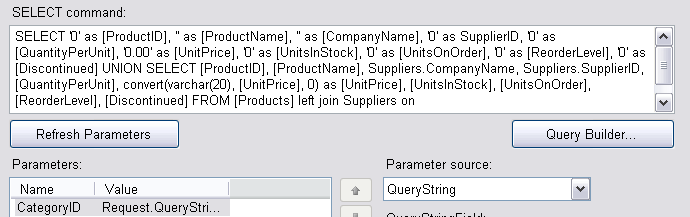 SELECT command:
SELECT '0' as [ProductID], '' as [ProductName], '' as [CompanyName], '0' as SupplierID, '0' as
[QuantityPerUnit], '0.00' as [UnitPrice], '0' as [UnitsInStock], '0' as [UnitsOnOrder], '0' as [ReorderLevel], '0' as
[Discontinued] UNION SELECT [ProductID], [ProductName], Suppliers.CompanyName, Suppliers.SupplierID,
[QuantityPerUnit], convert(varchar(20), [UnitPrice], 0) as [UnitPrice], [UnitsInStock], [UnitsOnOrder],
[ReorderLevel], [Discontinued] FROM [Products] left join Suppliers on
Refresh Parameters Query Builder...
Parameters: Parameter source:
Name Value QueryString
CategoryID Request.QueryStri...
QueryStringField: